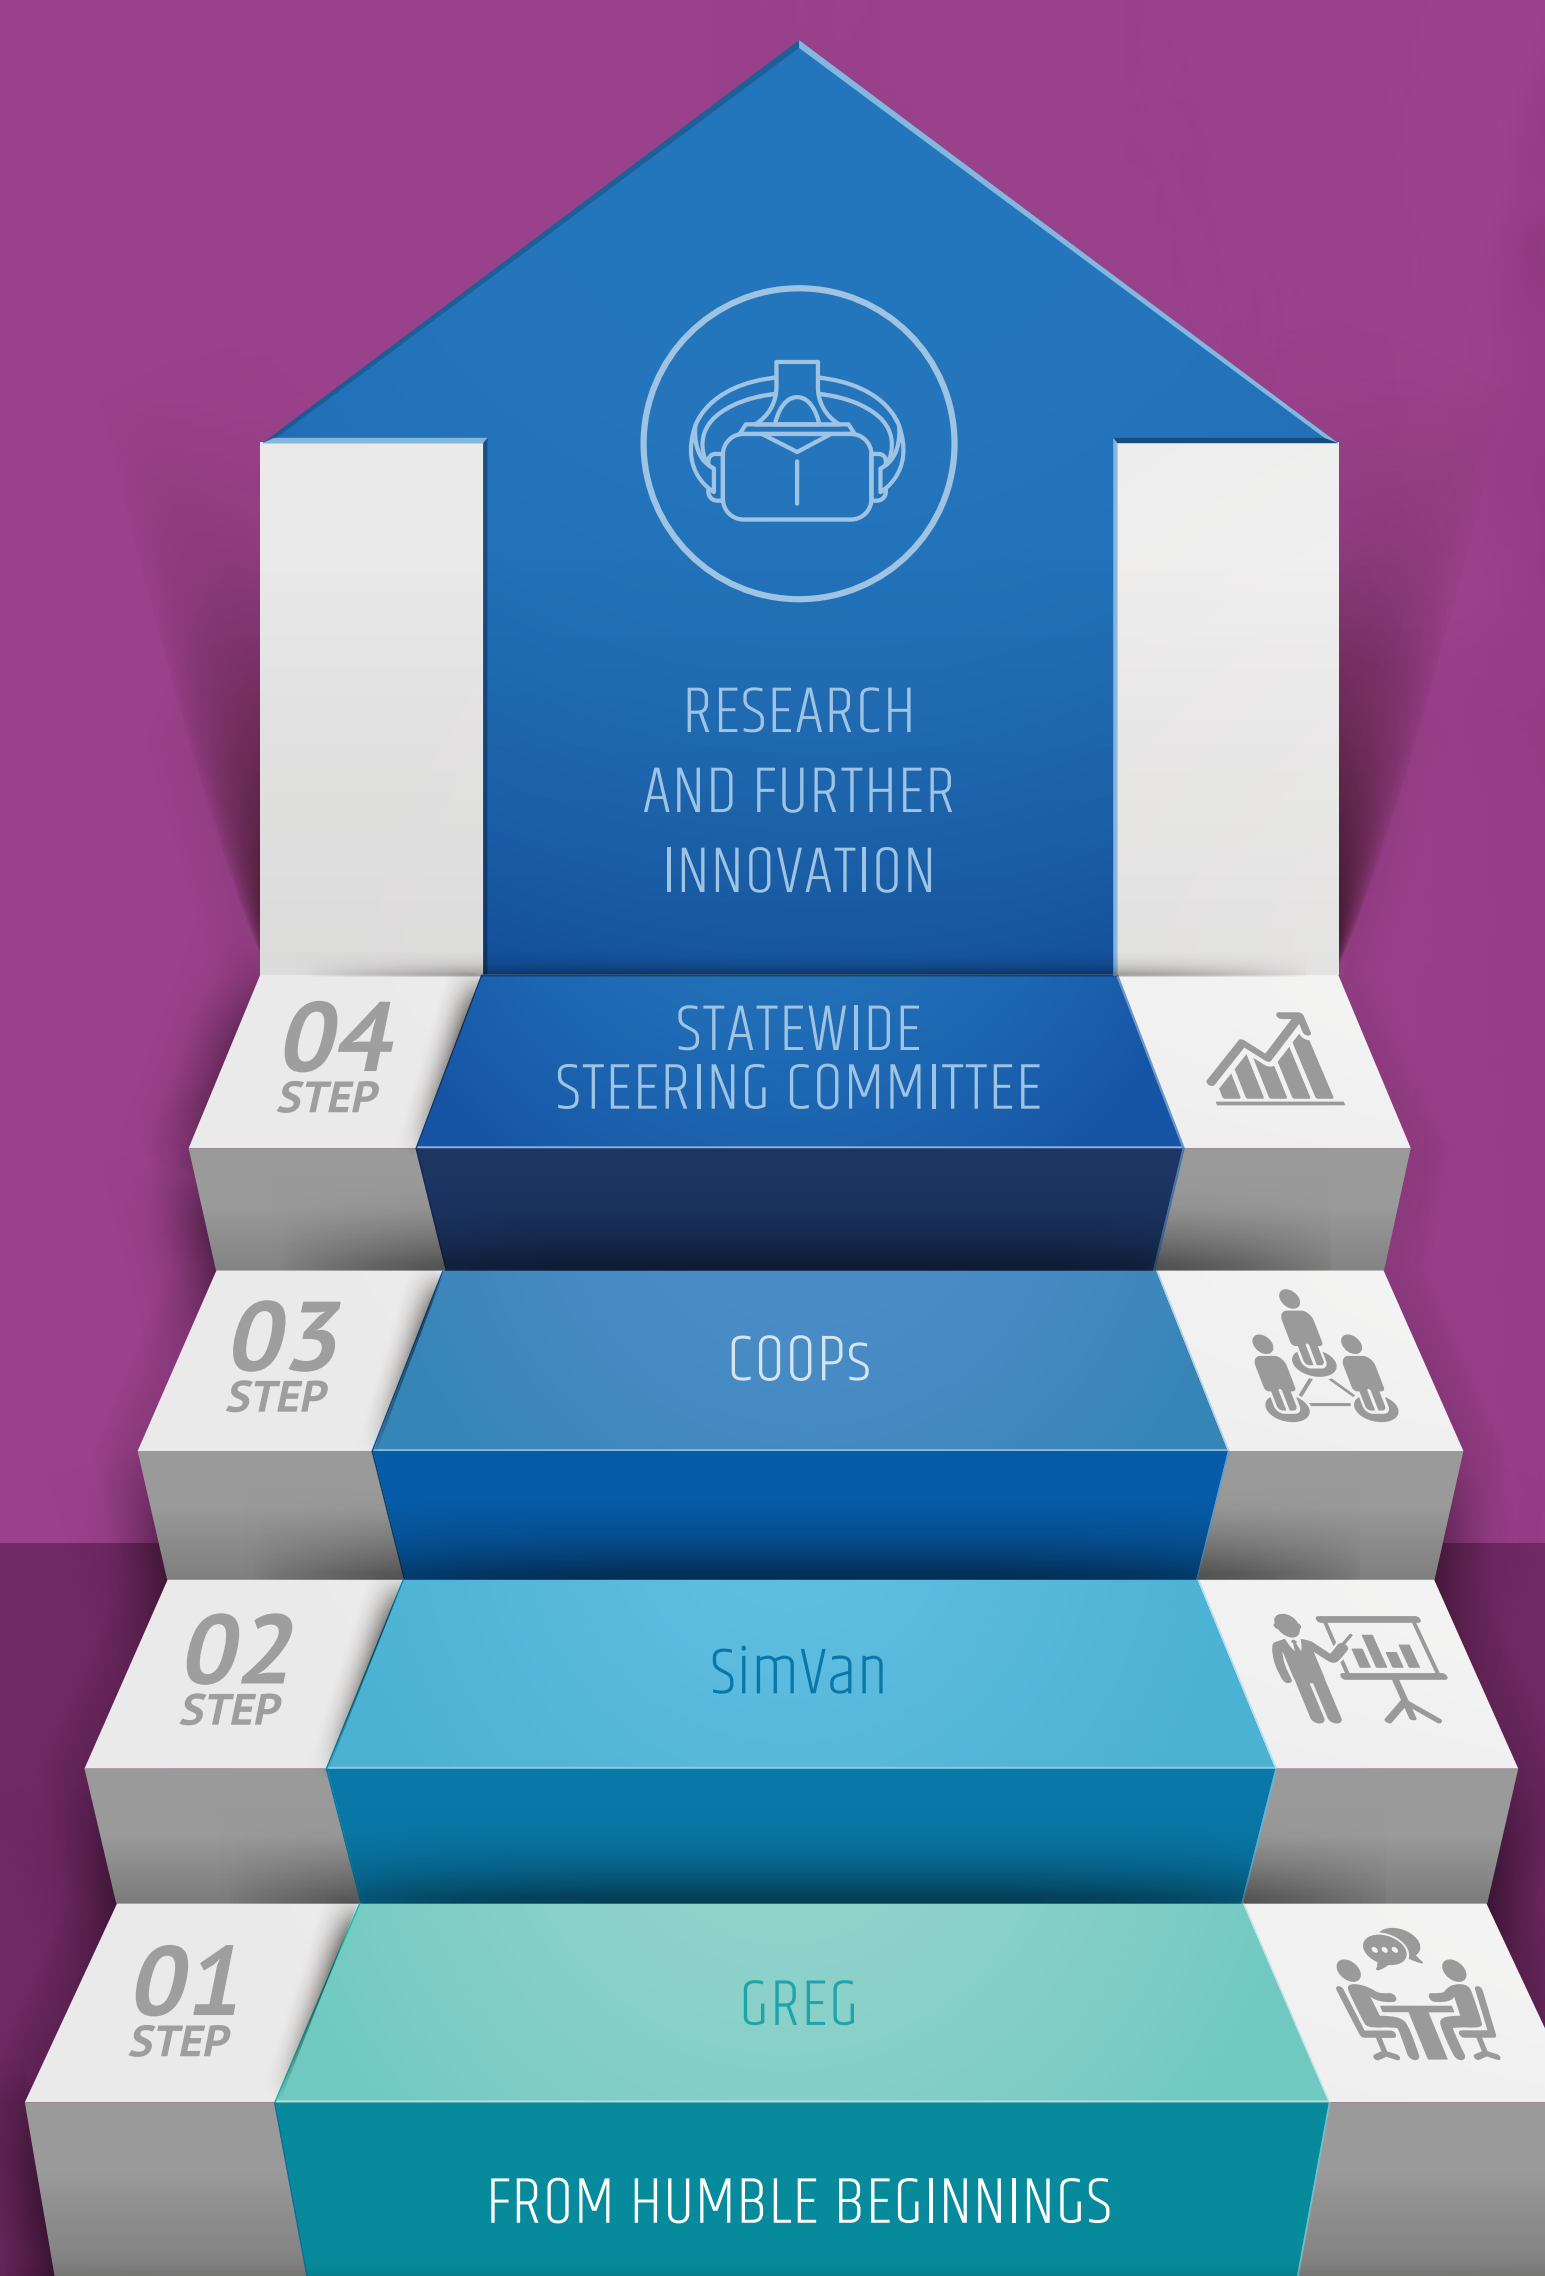 RESEARCH
AND FURTHER
INNOVATION
04
STEP
STATEWIDE
STEERING COMMITTEE
03
STEP
COOPs
02
STEP
SimVan
01
STEP
GREG
FROM HUMBLE BEGINNINGS